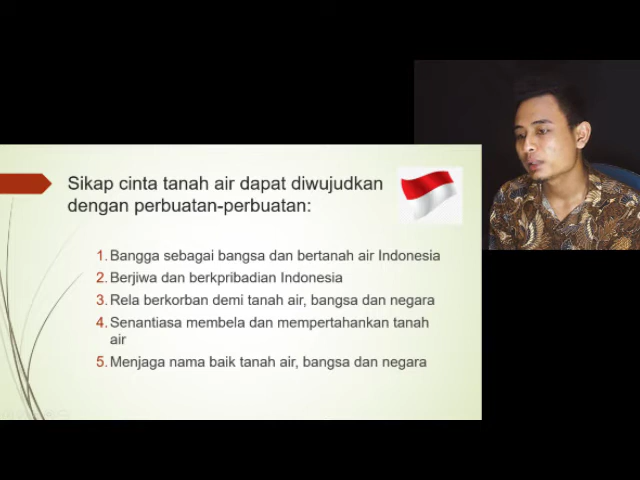 Sikap cinta tanah air dapat diwujudkan
dengan perbuatan-perbuatan:
1. Bangga sebagai bangsa dan bertanah air Indonesia
2. Berjiwa dan berkpribadian Indonesia
3. Rela berkorban demi tanah air, bangsa dan negara
4. Senantiasa membela dan mempertahankan tanah
air
5. Menjaga nama baik tanah air, bangsa dan negara